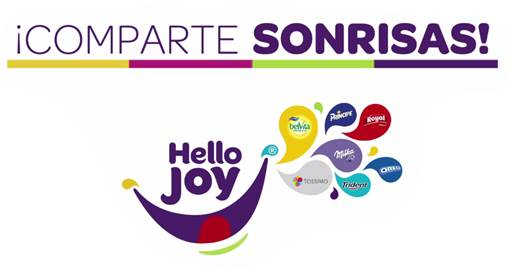 ¡COMPARTE SONRISAS!
Hello
Joy
belVita
PRÍNCIPE
Royal
Milka
TASSIMO
Trident
OREO